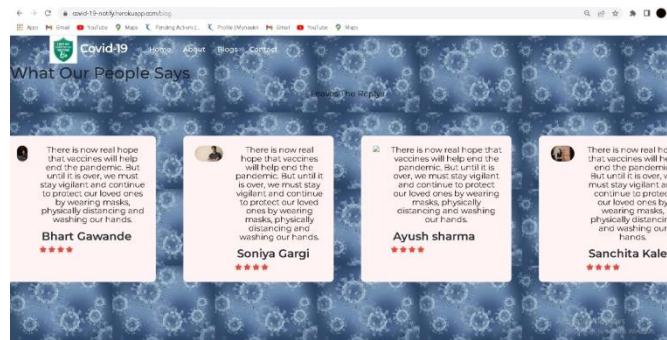 covid-19-notify.herokuapp.com/blog
Apps Gmail YouTube Maps Pending Actions (... Profile (Mynaukri Gmail YouTube Maps
Covid-19 Home About Blogs Contact
What Our People Says
Leaves The Replys
There is now real hope
that vaccines will help
end the pandemic. But
until it is over, we must
stay vigilant and continue
to protect our loved ones
by wearing masks,
physically distancing and
washing our hands.
Bhart Gawande
There is now real
hope that vaccines
will help end the
pandemic. But until it
is over, we must stay
vigilant and continue
to protect our loved
ones by wearing
masks, physically
distancing and
washing our hands.
Soniya Gargi
There is now real hope that
vaccines will help end the
pandemic. But until it is
over, we must stay vigilant
and continue to protect
our loved ones by wearing
masks, physically
distancing and washing
our hands.
Ayush sharma
There is now real ho
that vaccines will he
end the pandemic
But until it is over, w
must stay vigilant a
continue to protec
our loved ones by
wearing masks,
physically distancin
and washing our
hands.
Sanchita Kale